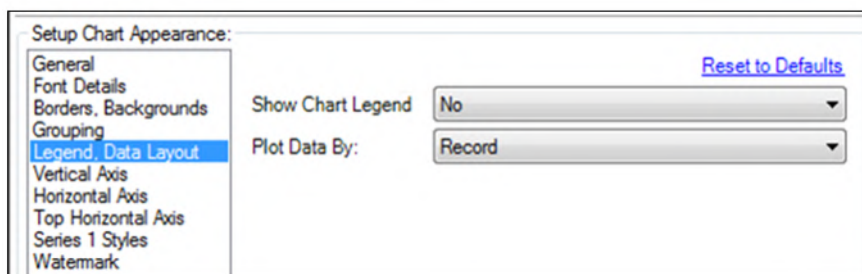 Setup Chart Appearance:
General
Font Details
Borders, Backgrounds
Grouping
Legend, Data Layout
Vertical Axis
Horizontal Axis
Top Horizontal Axis
Series 1 Styles
Watermark
Reset to Defaults
Show Chart Legend No
Plot Data By: Record